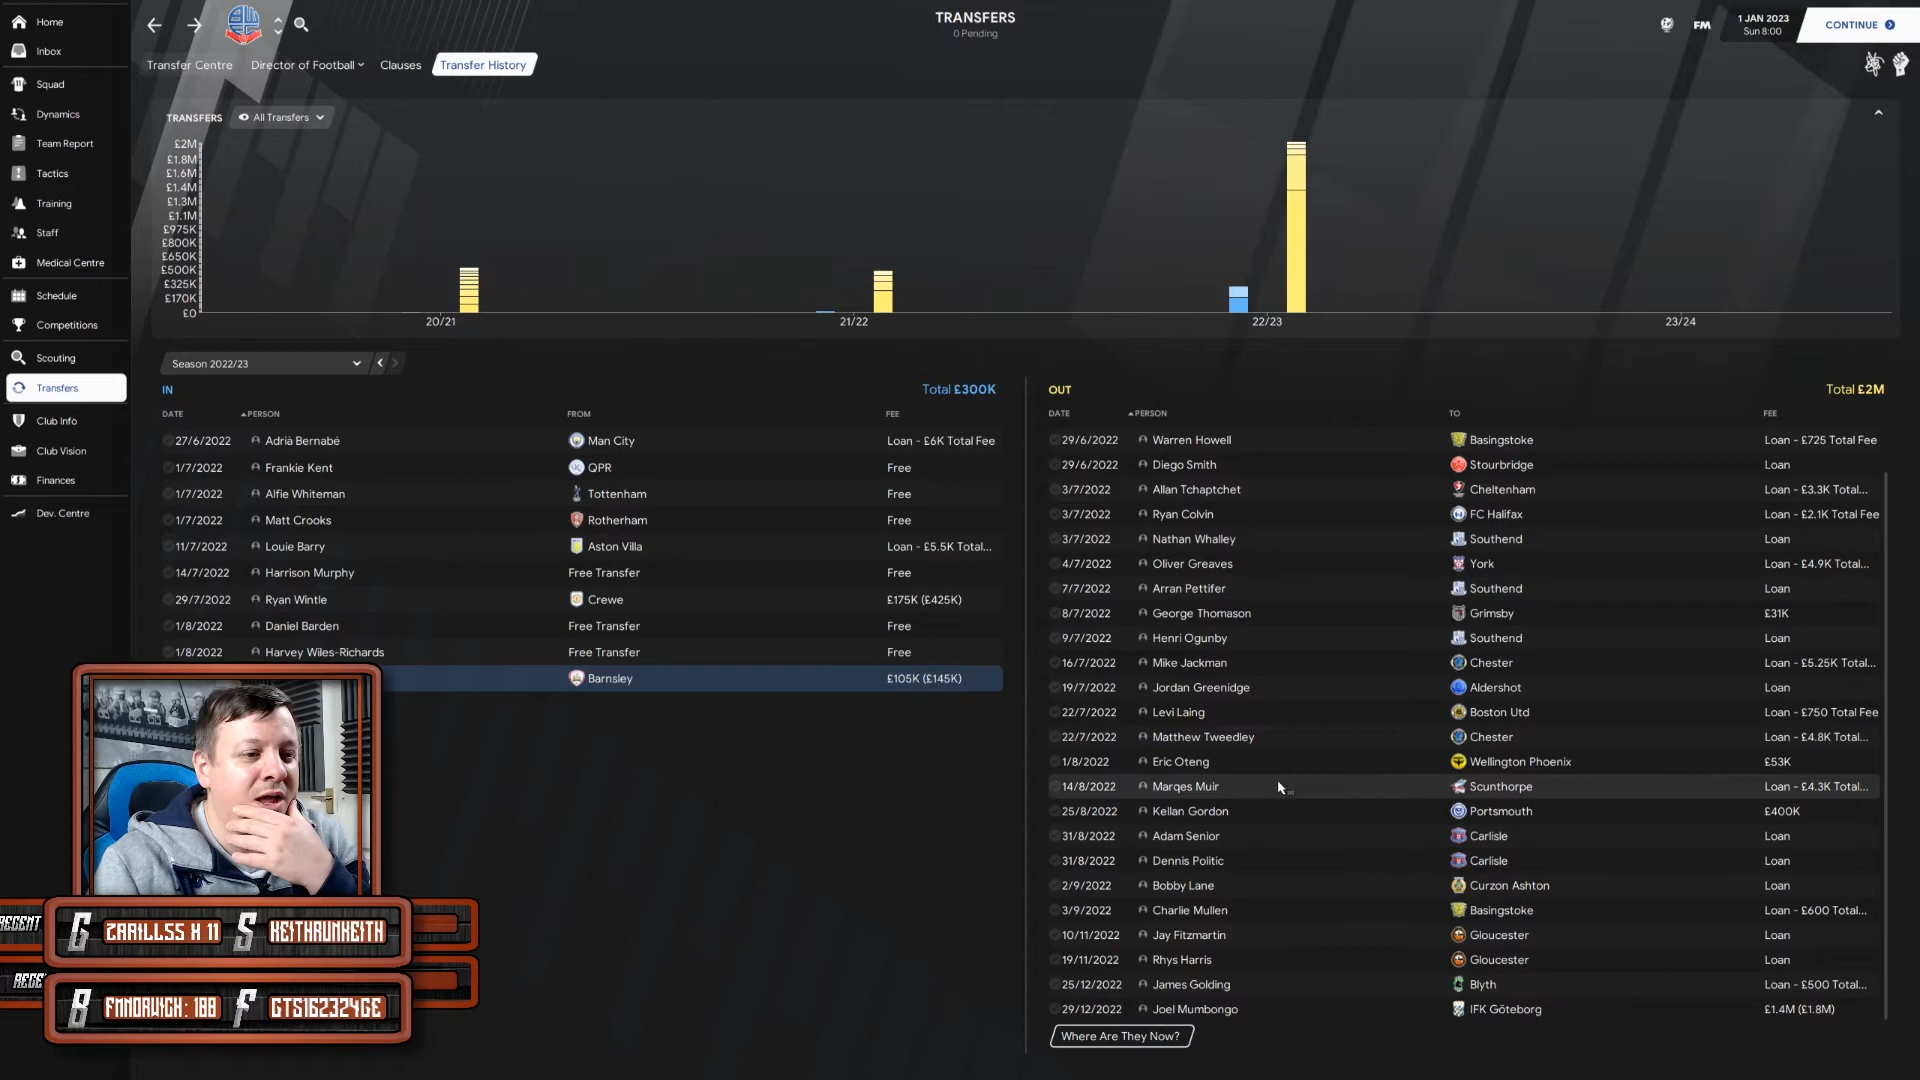 Home
Inbox
Squad
Dynamics
Team Report
Tactics
Training
Staff
Medical Centre
Schedule
Competitions
Scouting
Transfers
Club Info
Club Vision
Finances
Dev. Centre
TRANSFERS
0 Pending
FM
1 JAN 2023
Sun 8:00
CONTINUE
Transfer Centre
Director of Football
Clauses
Transfer History
TRANSFERS
All Transfers
£2M
£1.8M
£1.6M
£1.4M
£1.3M
£1.1M
£975K
£800K
£650K
£500K
£325K
£170K
£0
20/21
21/22
22/23
23/24
Season 2022/23
IN
Total £300K
DATE PERSON FROM FEE
27/6/2022 Adrià Bernabé Man City Loan - £6K Total Fee
1/7/2022 Frankie Kent QPR Free
1/7/2022 Alfie Whiteman Tottenham Free
1/7/2022 Matt Crooks Rotherham Free
11/7/2022 Louie Barry Aston Villa Loan - £5.5K Total...
14/7/2022 Harrison Murphy Free Transfer Free
29/7/2022 Ryan Wintle Crewe £175K (£425K)
1/8/2022 Daniel Barden Free Transfer Free
1/8/2022 Harvey Wiles-Richards Free Transfer Free
Barnsley £105K (£145K)
OUT
Total £2M
DATE PERSON TO FEE
29/6/2022 Warren Howell Basingstoke Loan - £725 Total Fee
29/6/2022 Diego Smith Stourbridge Loan
3/7/2022 Allan Tchaptchet Cheltenham Loan - £3.3K Total...
3/7/2022 Ryan Colvin FC Halifax Loan - £2.1K Total Fee
3/7/2022 Nathan Whalley Southend Loan
4/7/2022 Oliver Greaves York Loan - £4.9K Total...
7/7/2022 Arran Pettifer Southend Loan
8/7/2022 George Thomason Grimsby £31K
9/7/2022 Henri Ogunby Southend Loan
16/7/2022 Mike Jackman Chester Loan - £5.25K Total...
19/7/2022 Jordan Greenidge Aldershot Loan
22/7/2022 Levi Laing Boston Utd Loan - £750 Total Fee
22/7/2022 Matthew Tweedley Chester Loan - £4.8K Total...
1/8/2022 Eric Oteng Wellington Phoenix £53K
14/8/2022 Marqes Muir Scunthorpe Loan - £4.3K Total...
25/8/2022 Kellan Gordon Portsmouth £400K
31/8/2022 Adam Senior Carlisle Loan
31/8/2022 Dennis Politic Carlisle Loan
2/9/2022 Bobby Lane Curzon Ashton Loan
3/9/2022 Charlie Mullen Basingstoke Loan - £600 Total...
10/11/2022 Jay Fitzmartin Gloucester Loan
19/11/2022 Rhys Harris Gloucester Loan
25/12/2022 James Golding Blyth Loan - £500 Total...
29/12/2022 Joel Mumbongo IFK Göteborg £1.4M (£1.8M)
Where Are They Now?
RECENT
G ZARILLSS X 11 S KEITHRUNKEITH
RECE
B FMNORWICH: 188 F GTS162324GE